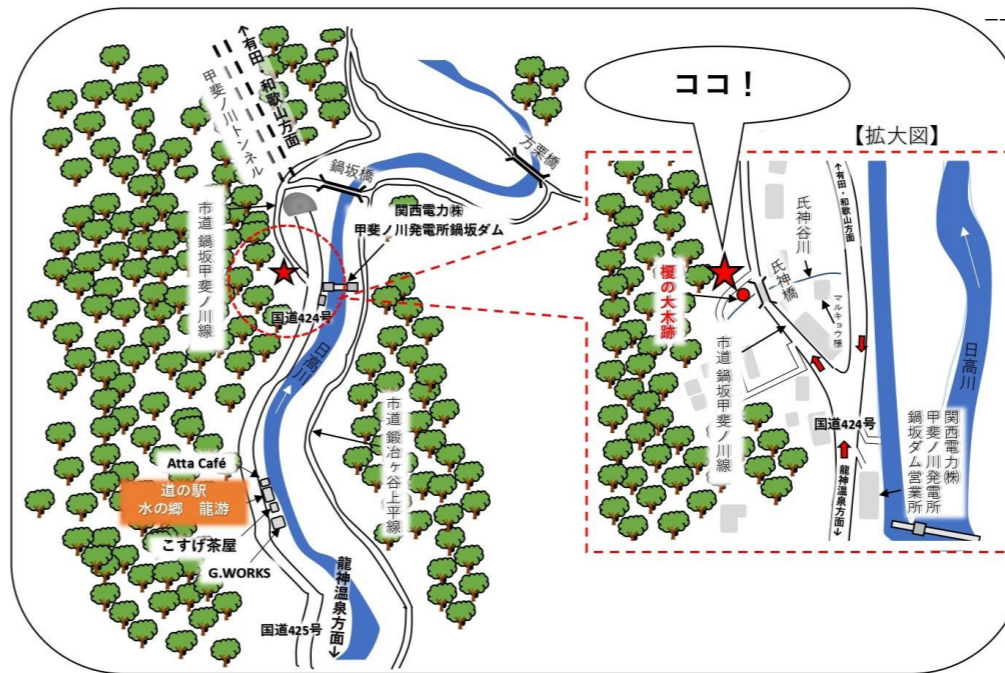 ↑有田・和歌山方面
甲斐ノ川トンネル
市道 鍋坂甲斐ノ川線
鍋坂橋
方栗橋
関西電力㈱
甲斐ノ川発電所鍋坂ダム
国道424号
日高川
市道 鍛冶ヶ谷上平線
Atta Café
道の駅
水の郷 龍游
こすげ茶屋
G.WORKS
国道425号
龍神温泉方面↓
ココ！
【拡大図】
↑有田・和歌山方面
氏神谷川
氏神橋
榎の大木跡
マルキョウ様
市道 鍋坂甲斐ノ川線
国道424号
龍神温泉方面↓
日高川
関西電力㈱
甲斐ノ川発電所
鍋坂ダム営業所